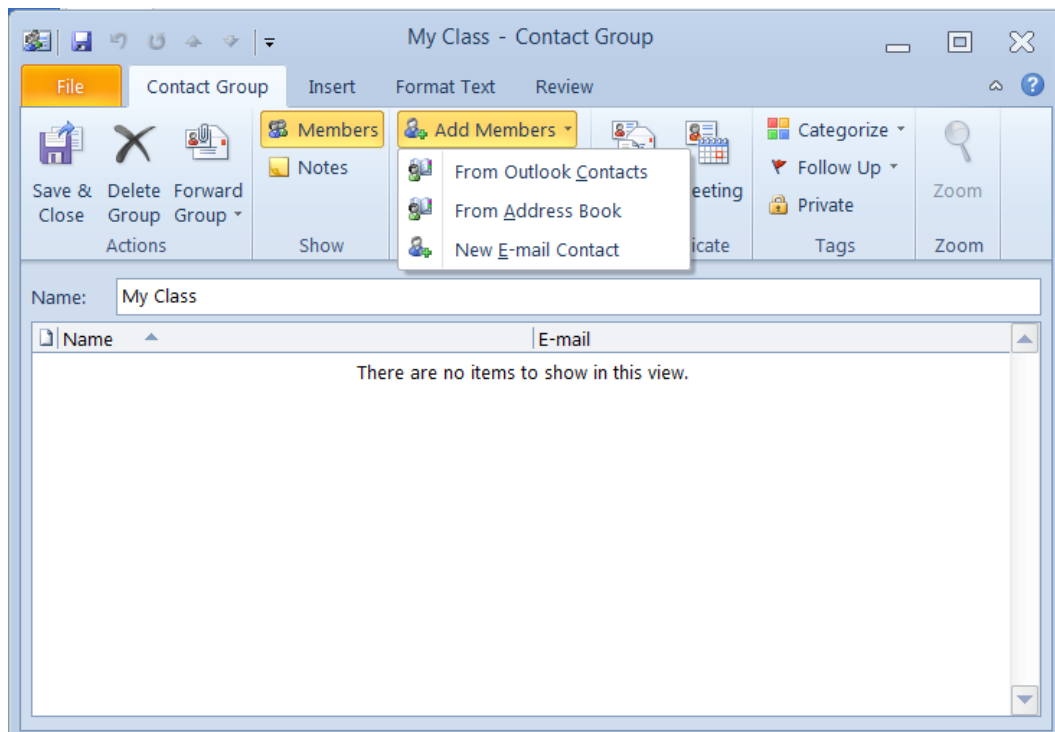 My Class - Contact Group
File Contact Group Insert Format Text Review
Save & Close
Delete Group
Forward Group
Actions
Members
Notes
Show
Add Members
From Outlook Contacts
From Address Book
New E-mail Contact
eeting
icate
Categorize
Follow Up
Private
Tags
Zoom
Zoom
Name: My Class
Name E-mail
There are no items to show in this view.